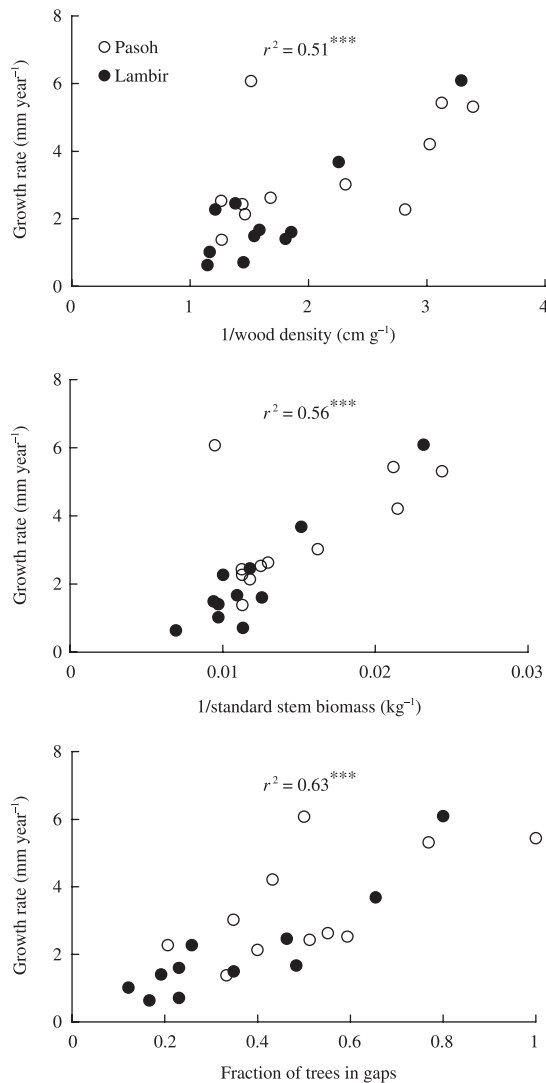 8
r² = 0.51***
Pasoh
Lambir
6
4
2
0
Growth rate (mm year⁻¹)
0 1 2 3 4
1/wood density (cm g⁻¹)
8
r² = 0.56***
6
4
2
0
Growth rate (mm year⁻¹)
0 0.01 0.02 0.03
1/standard stem biomass (kg⁻¹)
8
r² = 0.63***
6
4
2
0
Growth rate (mm year⁻¹)
0 0.2 0.4 0.6 0.8 1
Fraction of trees in gaps